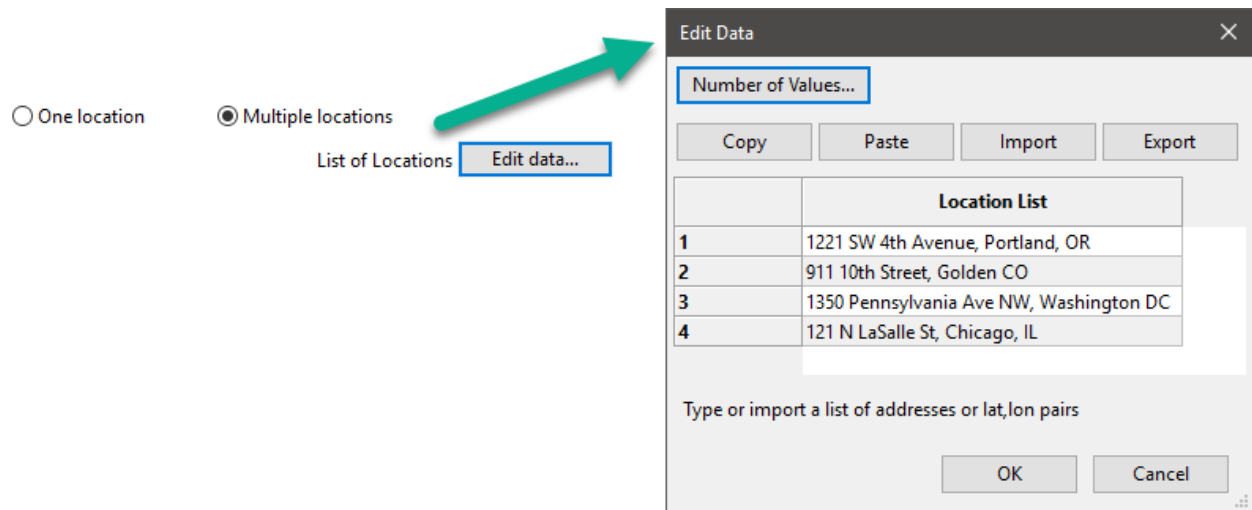 One location
Multiple locations
List of Locations
Edit data...
Edit Data
Number of Values...
Copy
Paste
Import
Export
Location List
1 1221 SW 4th Avenue, Portland, OR
2 911 10th Street, Golden CO
3 1350 Pennsylvania Ave NW, Washington DC
4 121 N LaSalle St, Chicago, IL
Type or import a list of addresses or lat,lon pairs
OK
Cancel